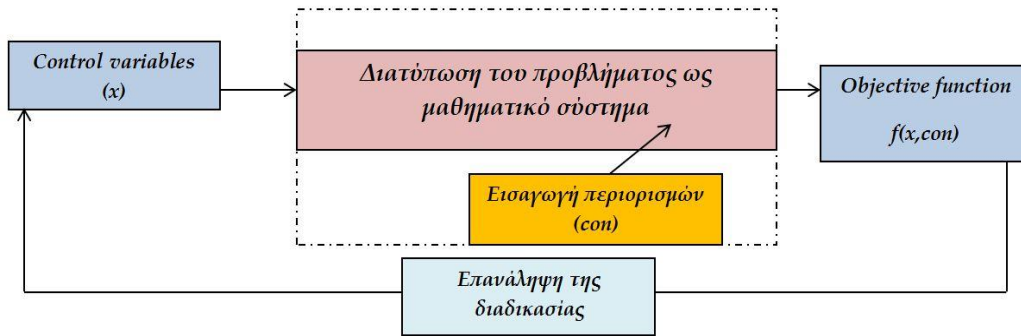 Control variables
(x)
Διατύπωση του προβλήματος ως
μαθηματικό σύστημα
Objective function
f(x,con)
Εισαγωγή περιορισμών
(con)
Επανάληψη της
διαδικασίας